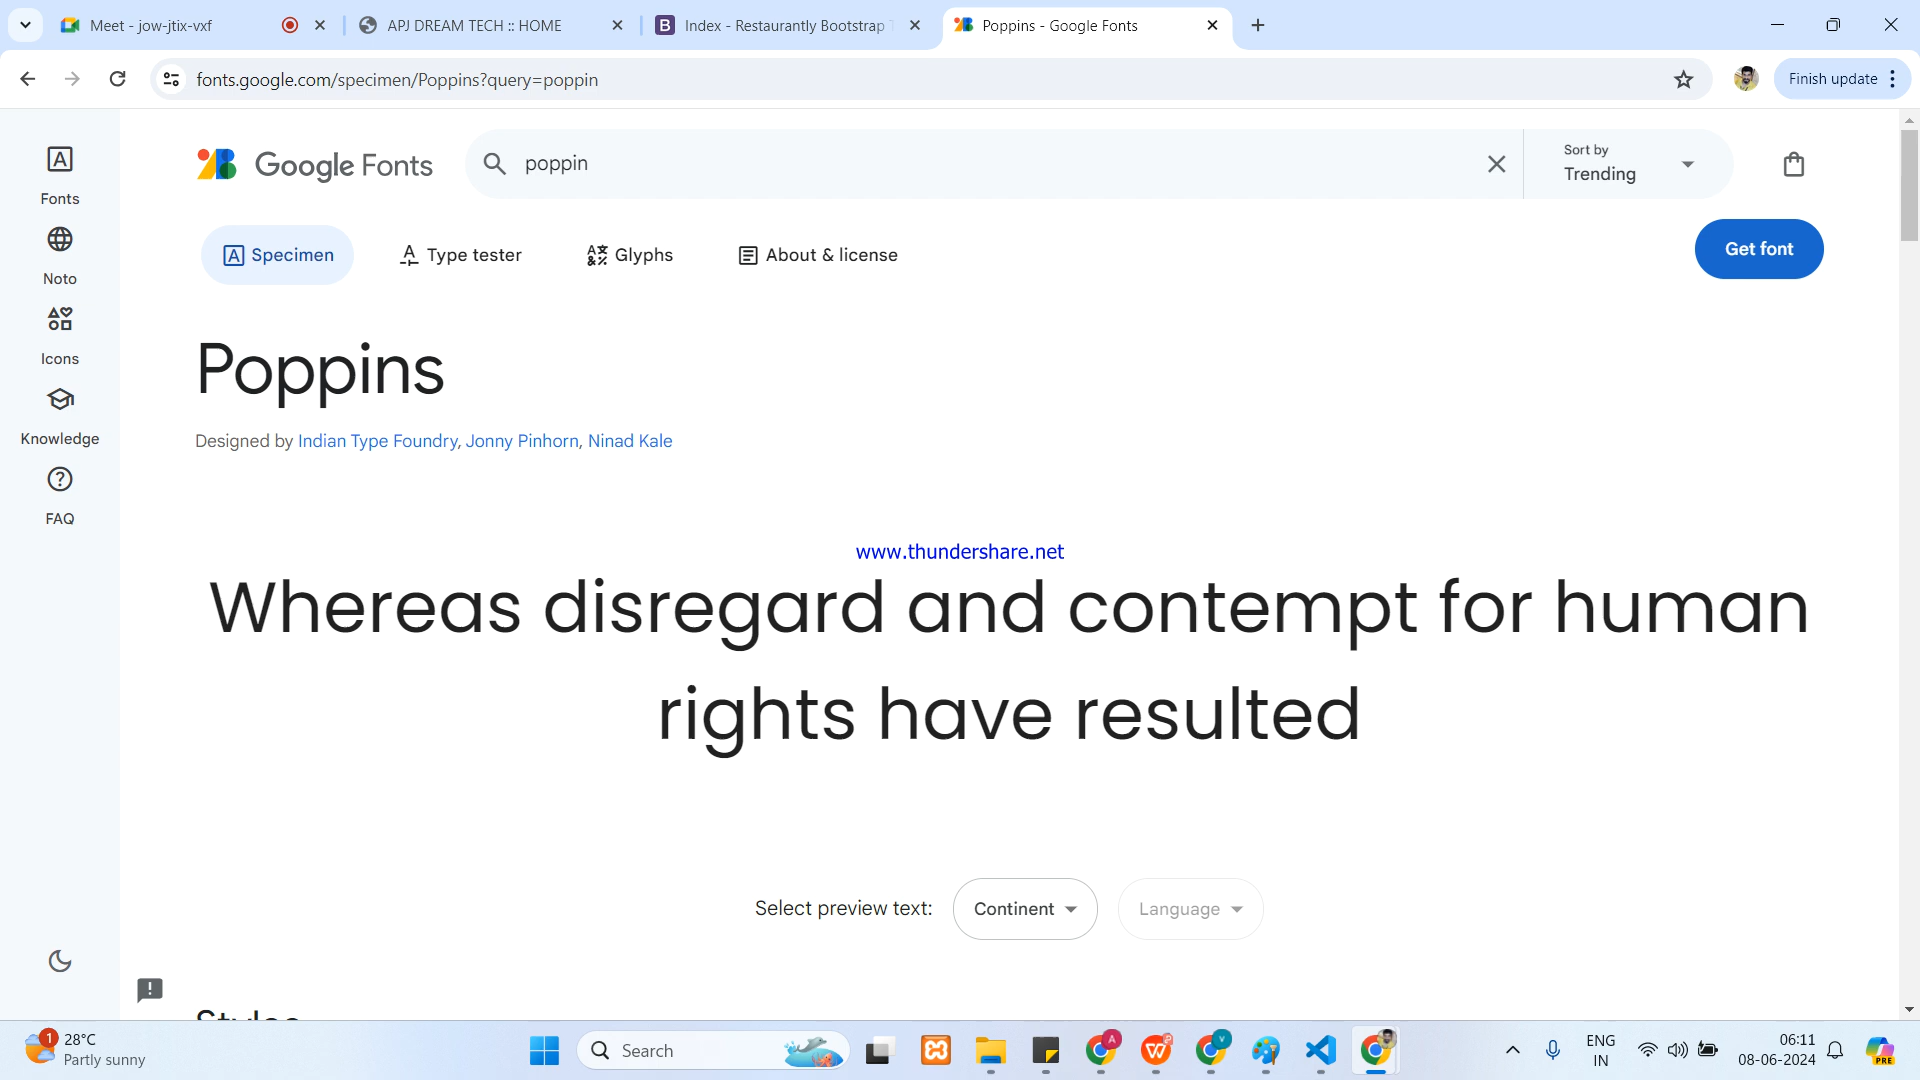 Meet - jow-jtix-vxf
APJ DREAM TECH :: HOME
B Index - Restaurantly Bootstrap
Poppins - Google Fonts
fonts.google.com/specimen/Poppins?query=poppin
Finish update
Google Fonts
poppin
Sort by
Trending
Fonts
Noto
Icons
Knowledge
FAQ
Specimen
Type tester
Glyphs
About & license
Get font
Poppins
Designed by Indian Type Foundry, Jonny Pinhorn, Ninad Kale
www.thundershare.net
Whereas disregard and contempt for human
rights have resulted
Select preview text:
Continent
Language
Styles
1
28°C
Partly sunny
Search
A
V
ENG
IN
06:11
08-06-2024
PRE